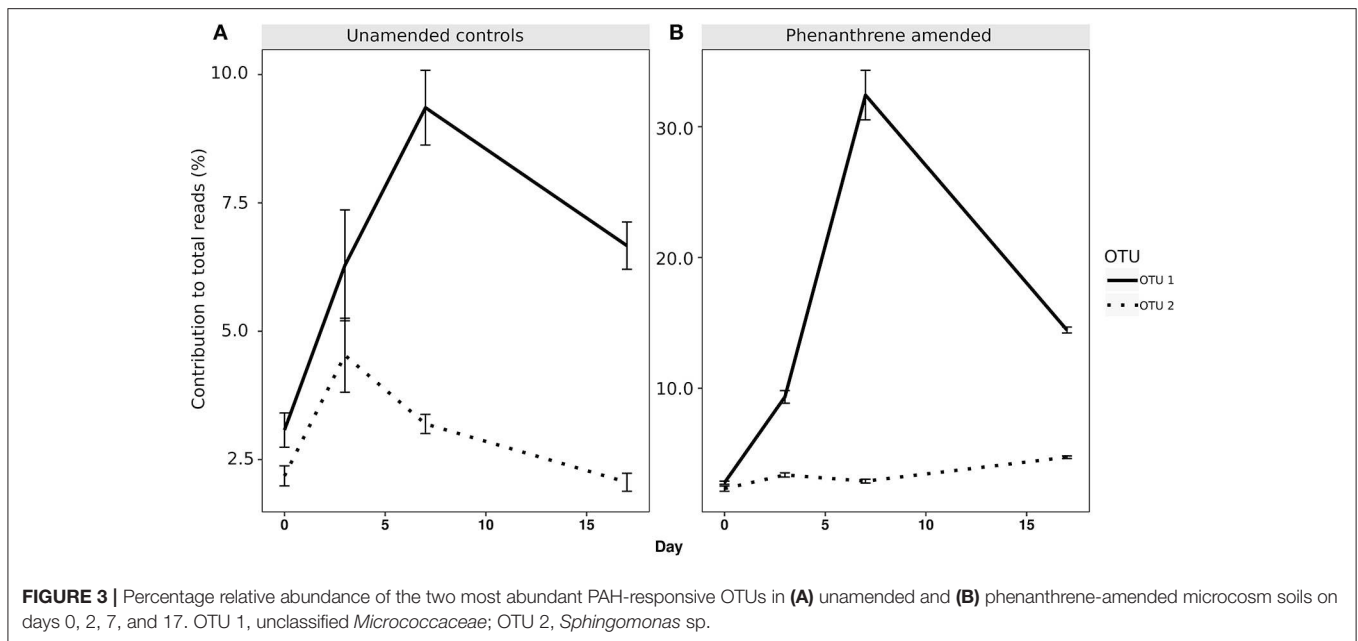 A
Unamended controls
B
Phenanthrene amended
Contribution to total reads (%)
10.0
7.5
5.0
2.5
0
5
10
15
30.0
20.0
10.0
0
5
10
15
Day
OTU
OTU 1
OTU 2
FIGURE 3 | Percentage relative abundance of the two most abundant PAH-responsive OTUs in (A) unamended and (B) phenanthrene-amended microcosm soils on
days 0, 2, 7, and 17. OTU 1, unclassified Micrococcaceae; OTU 2, Sphingomonas sp.